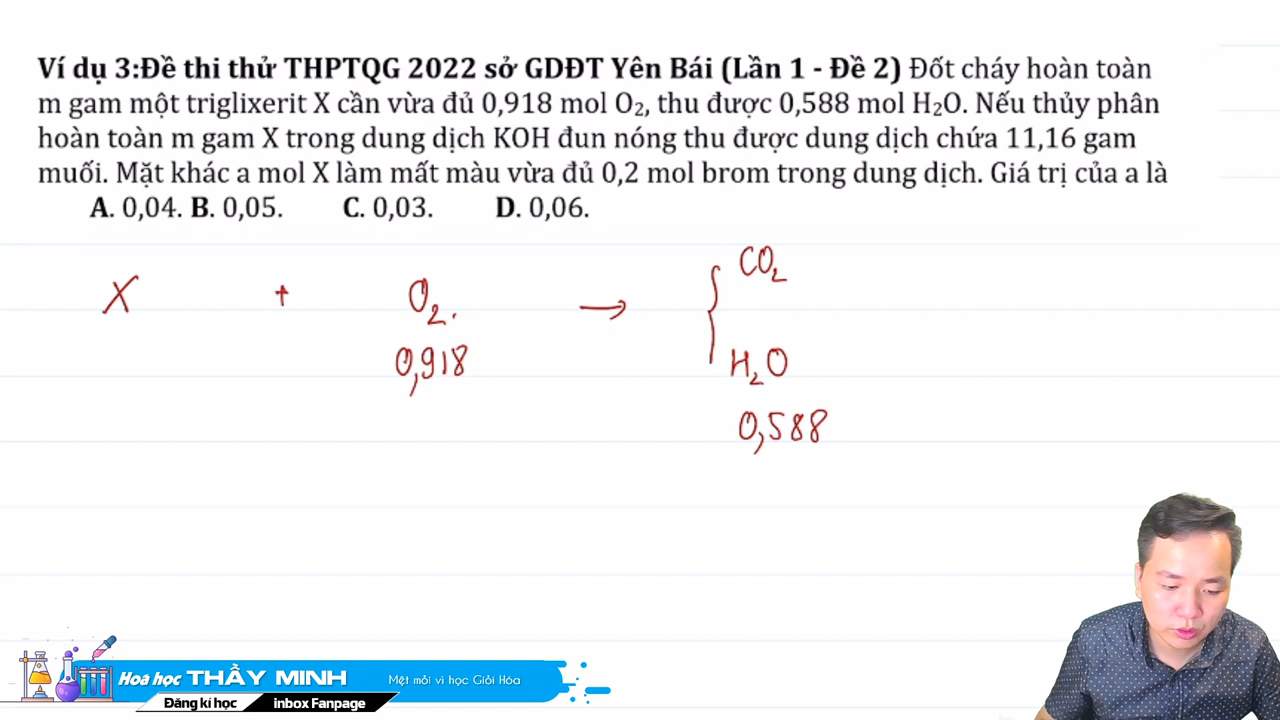 Ví dụ 3:Đề thi thử THPTQG 2022 sở GDĐT Yên Bái (Lần 1 - Đề 2) Đốt cháy hoàn toàn
m gam một triglixerit X cần vừa đủ 0,918 mol O₂, thu được 0,588 mol H₂O. Nếu thủy phân
hoàn toàn m gam X trong dung dịch KOH đun nóng thu được dung dịch chứa 11,16 gam
muối. Mặt khác a mol X làm mất màu vừa đủ 0,2 mol brom trong dung dịch. Giá trị của a là
A. 0,04. B. 0,05. C. 0,03. D. 0,06.
CO₂
X + O₂. →
0,918
H₂O
0,588
Hoá học THẦY MINH
Mệt mỏi vì học Giỏi Hóa
Đăng kí học inbox Fanpage